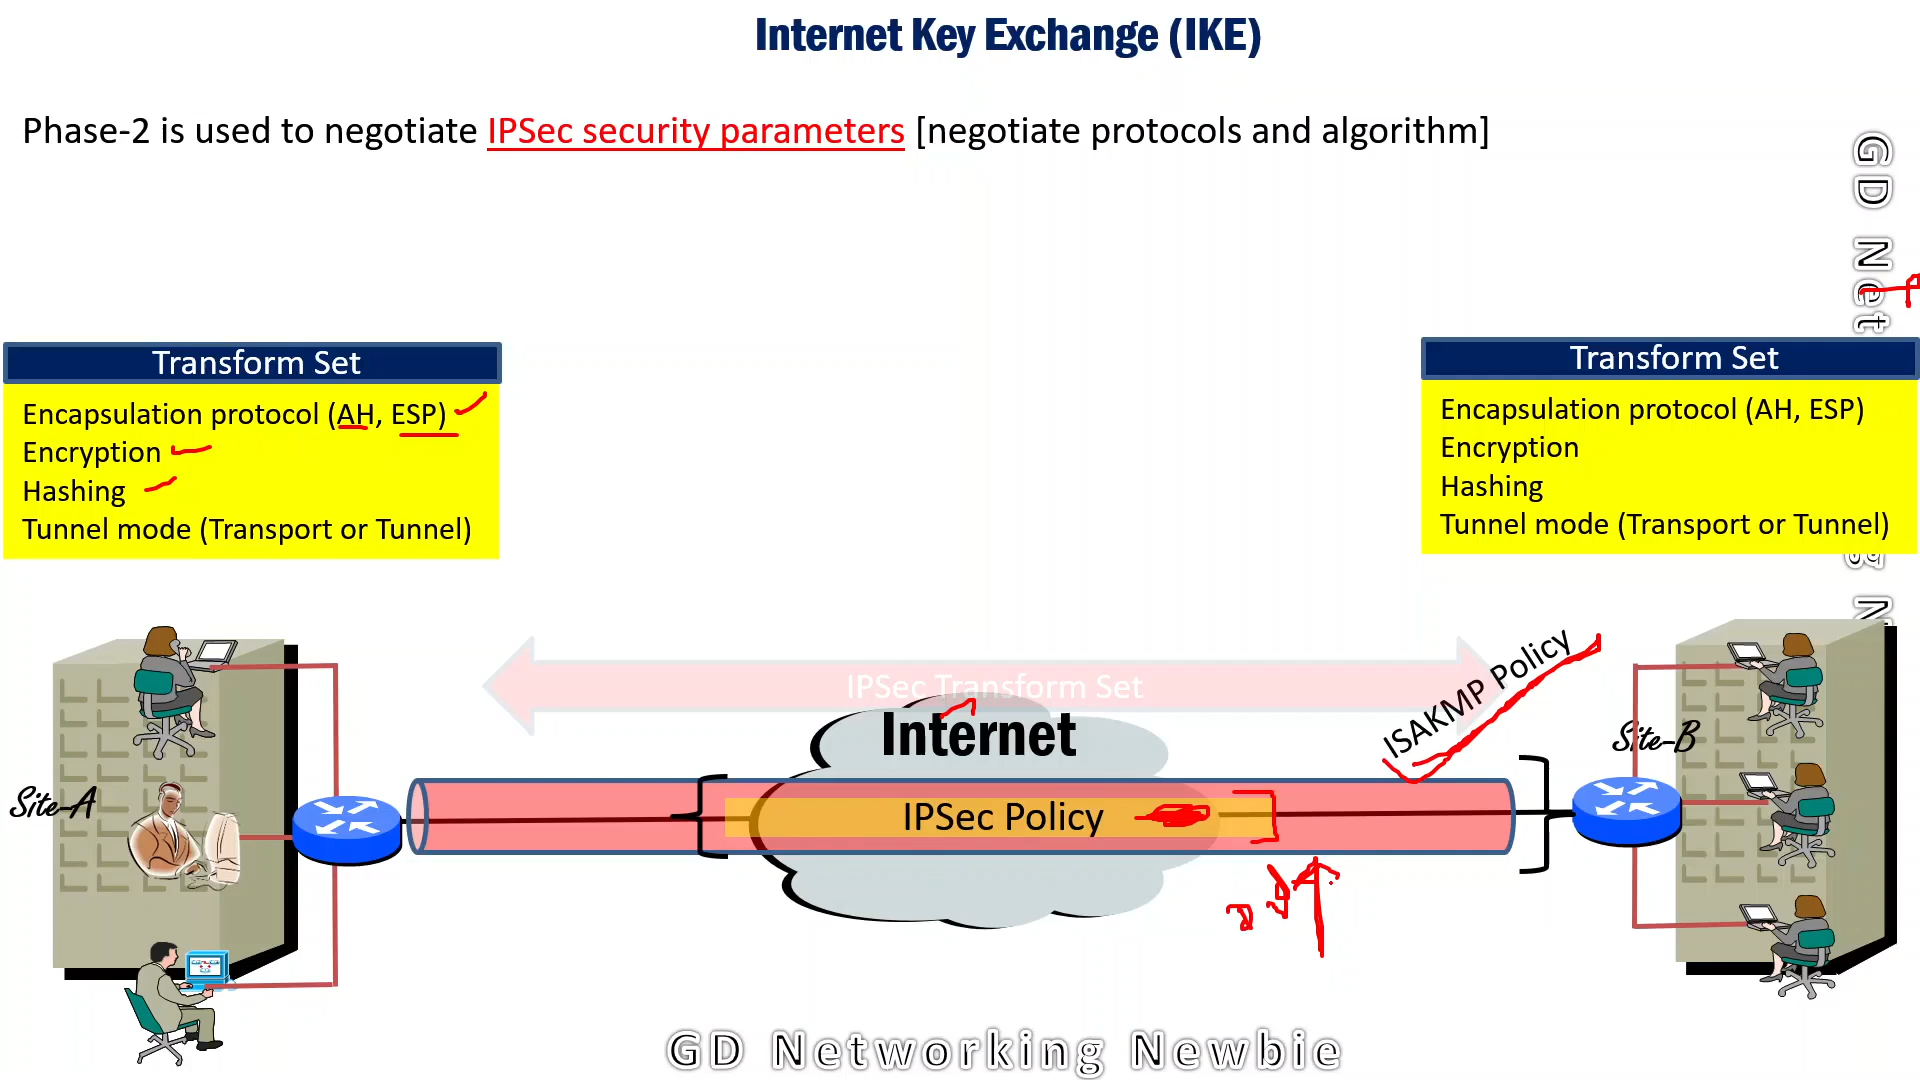 Internet Key Exchange (IKE)
Phase-2 is used to negotiate IPSec security parameters [negotiate protocols and algorithm]
Transform Set
Encapsulation protocol (AH, ESP)
Encryption
Hashing
Tunnel mode (Transport or Tunnel)
Transform Set
Encapsulation protocol (AH, ESP)
Encryption
Hashing
Tunnel mode (Transport or Tunnel)
IPSec Transform Set
Internet
ISAKMP Policy
Site-B
Site-A
IPSec Policy
GD Networking Newbie
GD Net